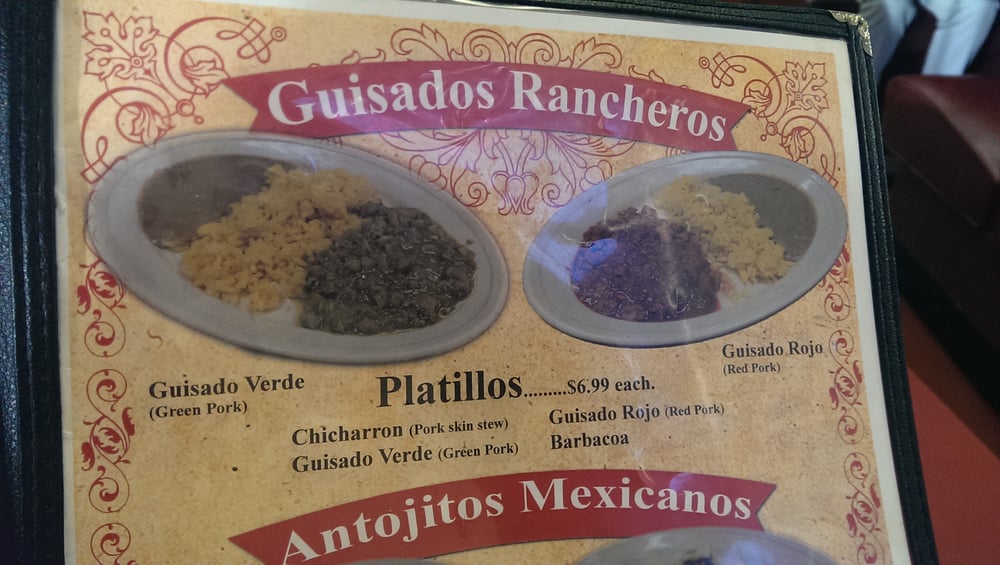 Guisados Rancheros
Guisado Rojo
(Red Pork)
Guisado Verde
(Green Pork)
Platillos.........$6.99 each.
Chicharron (Pork skin stew)
Guisado Verde (Green Pork)
Guisado Rojo (Red Pork)
Barbacoa
Antojitos Mexicanos